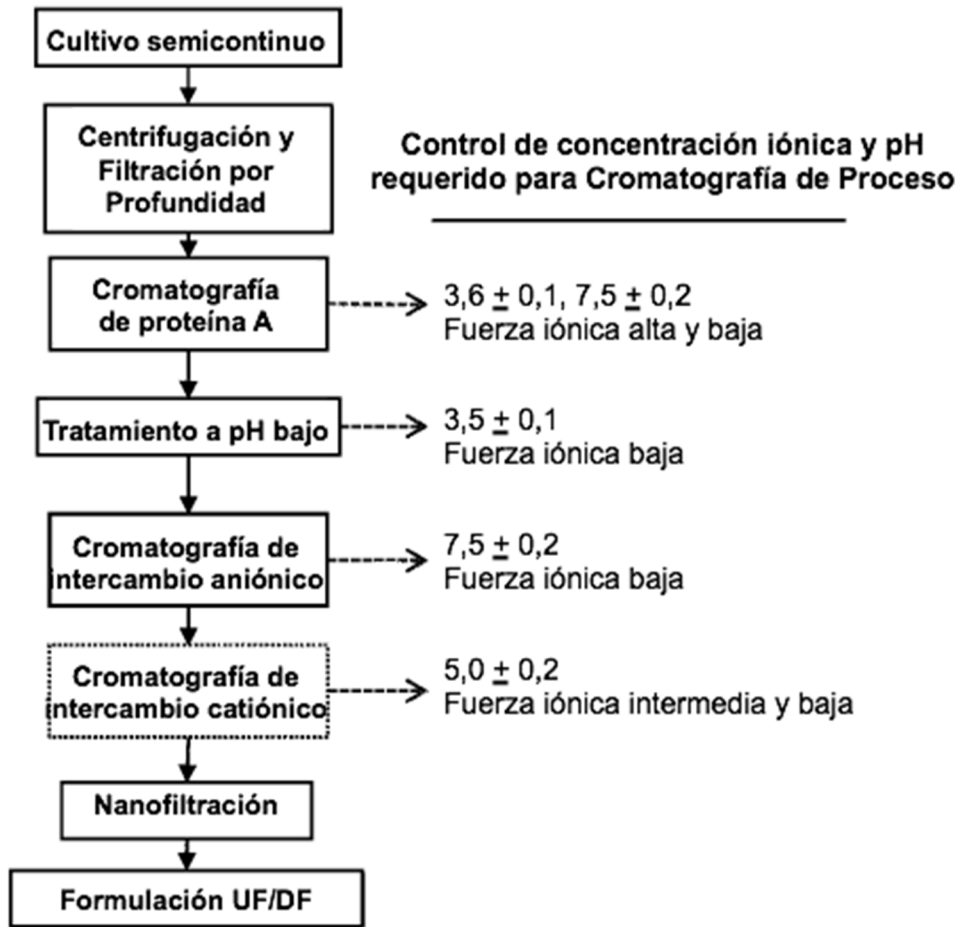 Cultivo semicontinuo
Centrifugación y
Filtración por
Profundidad
Control de concentración iónica y pH
requerido para Cromatografía de Proceso
Cromatografía
de proteína A
3,6 ± 0,1, 7,5 ± 0,2
Fuerza iónica alta y baja
Tratamiento a pH bajo
3,5 ± 0,1
Fuerza iónica baja
Cromatografía de
intercambio aniónico
7,5 ± 0,2
Fuerza iónica baja
Cromatografía de
intercambio catiónico
5,0 ± 0,2
Fuerza iónica intermedia y baja
Nanofiltración
Formulación UF/DF